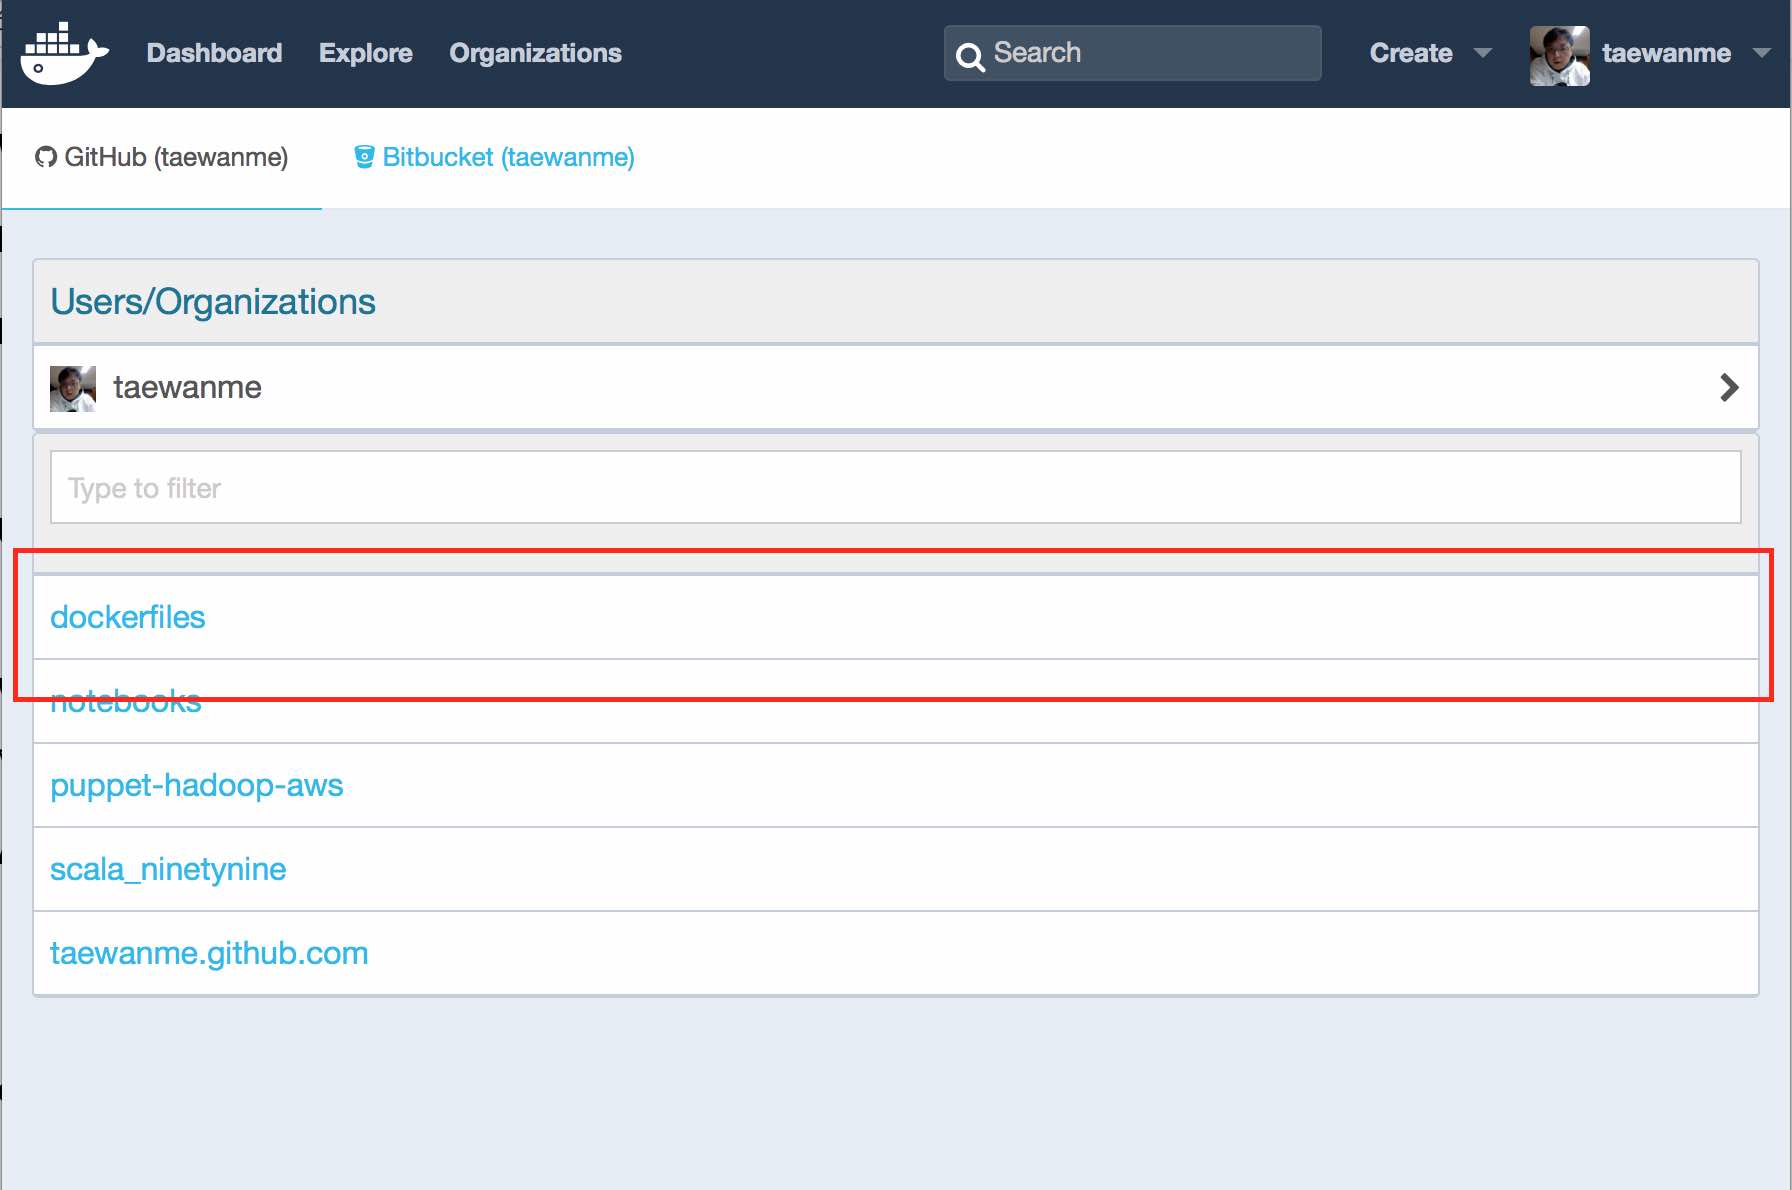 Dashboard Explore Organizations Search Create taewanme
GitHub (taewanme) Bitbucket (taewanme)
Users/Organizations
taewanme
Type to filter
dockerfiles
notebooks
puppet-hadoop-aws
scala_ninetynine
taewanme.github.com